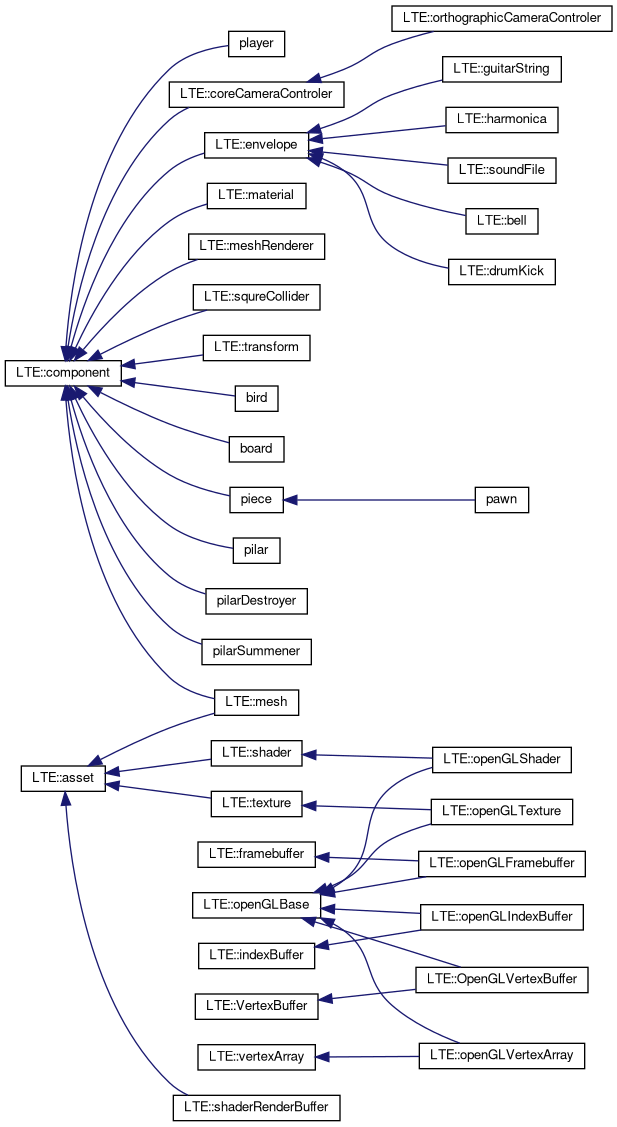 LTE::orthographicCameraControler
player
LTE::guitarString
LTE::coreCameraControler
LTE::harmonica
LTE::envelope
LTE::soundFile
LTE::material
LTE::bell
LTE::meshRenderer
LTE::drumKick
LTE::squreCollider
LTE::transform
LTE::component
bird
board
piece
pawn
pilar
pilarDestroyer
pilarSummener
LTE::mesh
LTE::shader
LTE::openGLShader
LTE::asset
LTE::texture
LTE::openGLTexture
LTE::framebuffer
LTE::openGLFramebuffer
LTE::openGLBase
LTE::openGLIndexBuffer
LTE::indexBuffer
LTE::OpenGLVertexBuffer
LTE::VertexBuffer
LTE::vertexArray
LTE::openGLVertexArray
LTE::shaderRenderBuffer